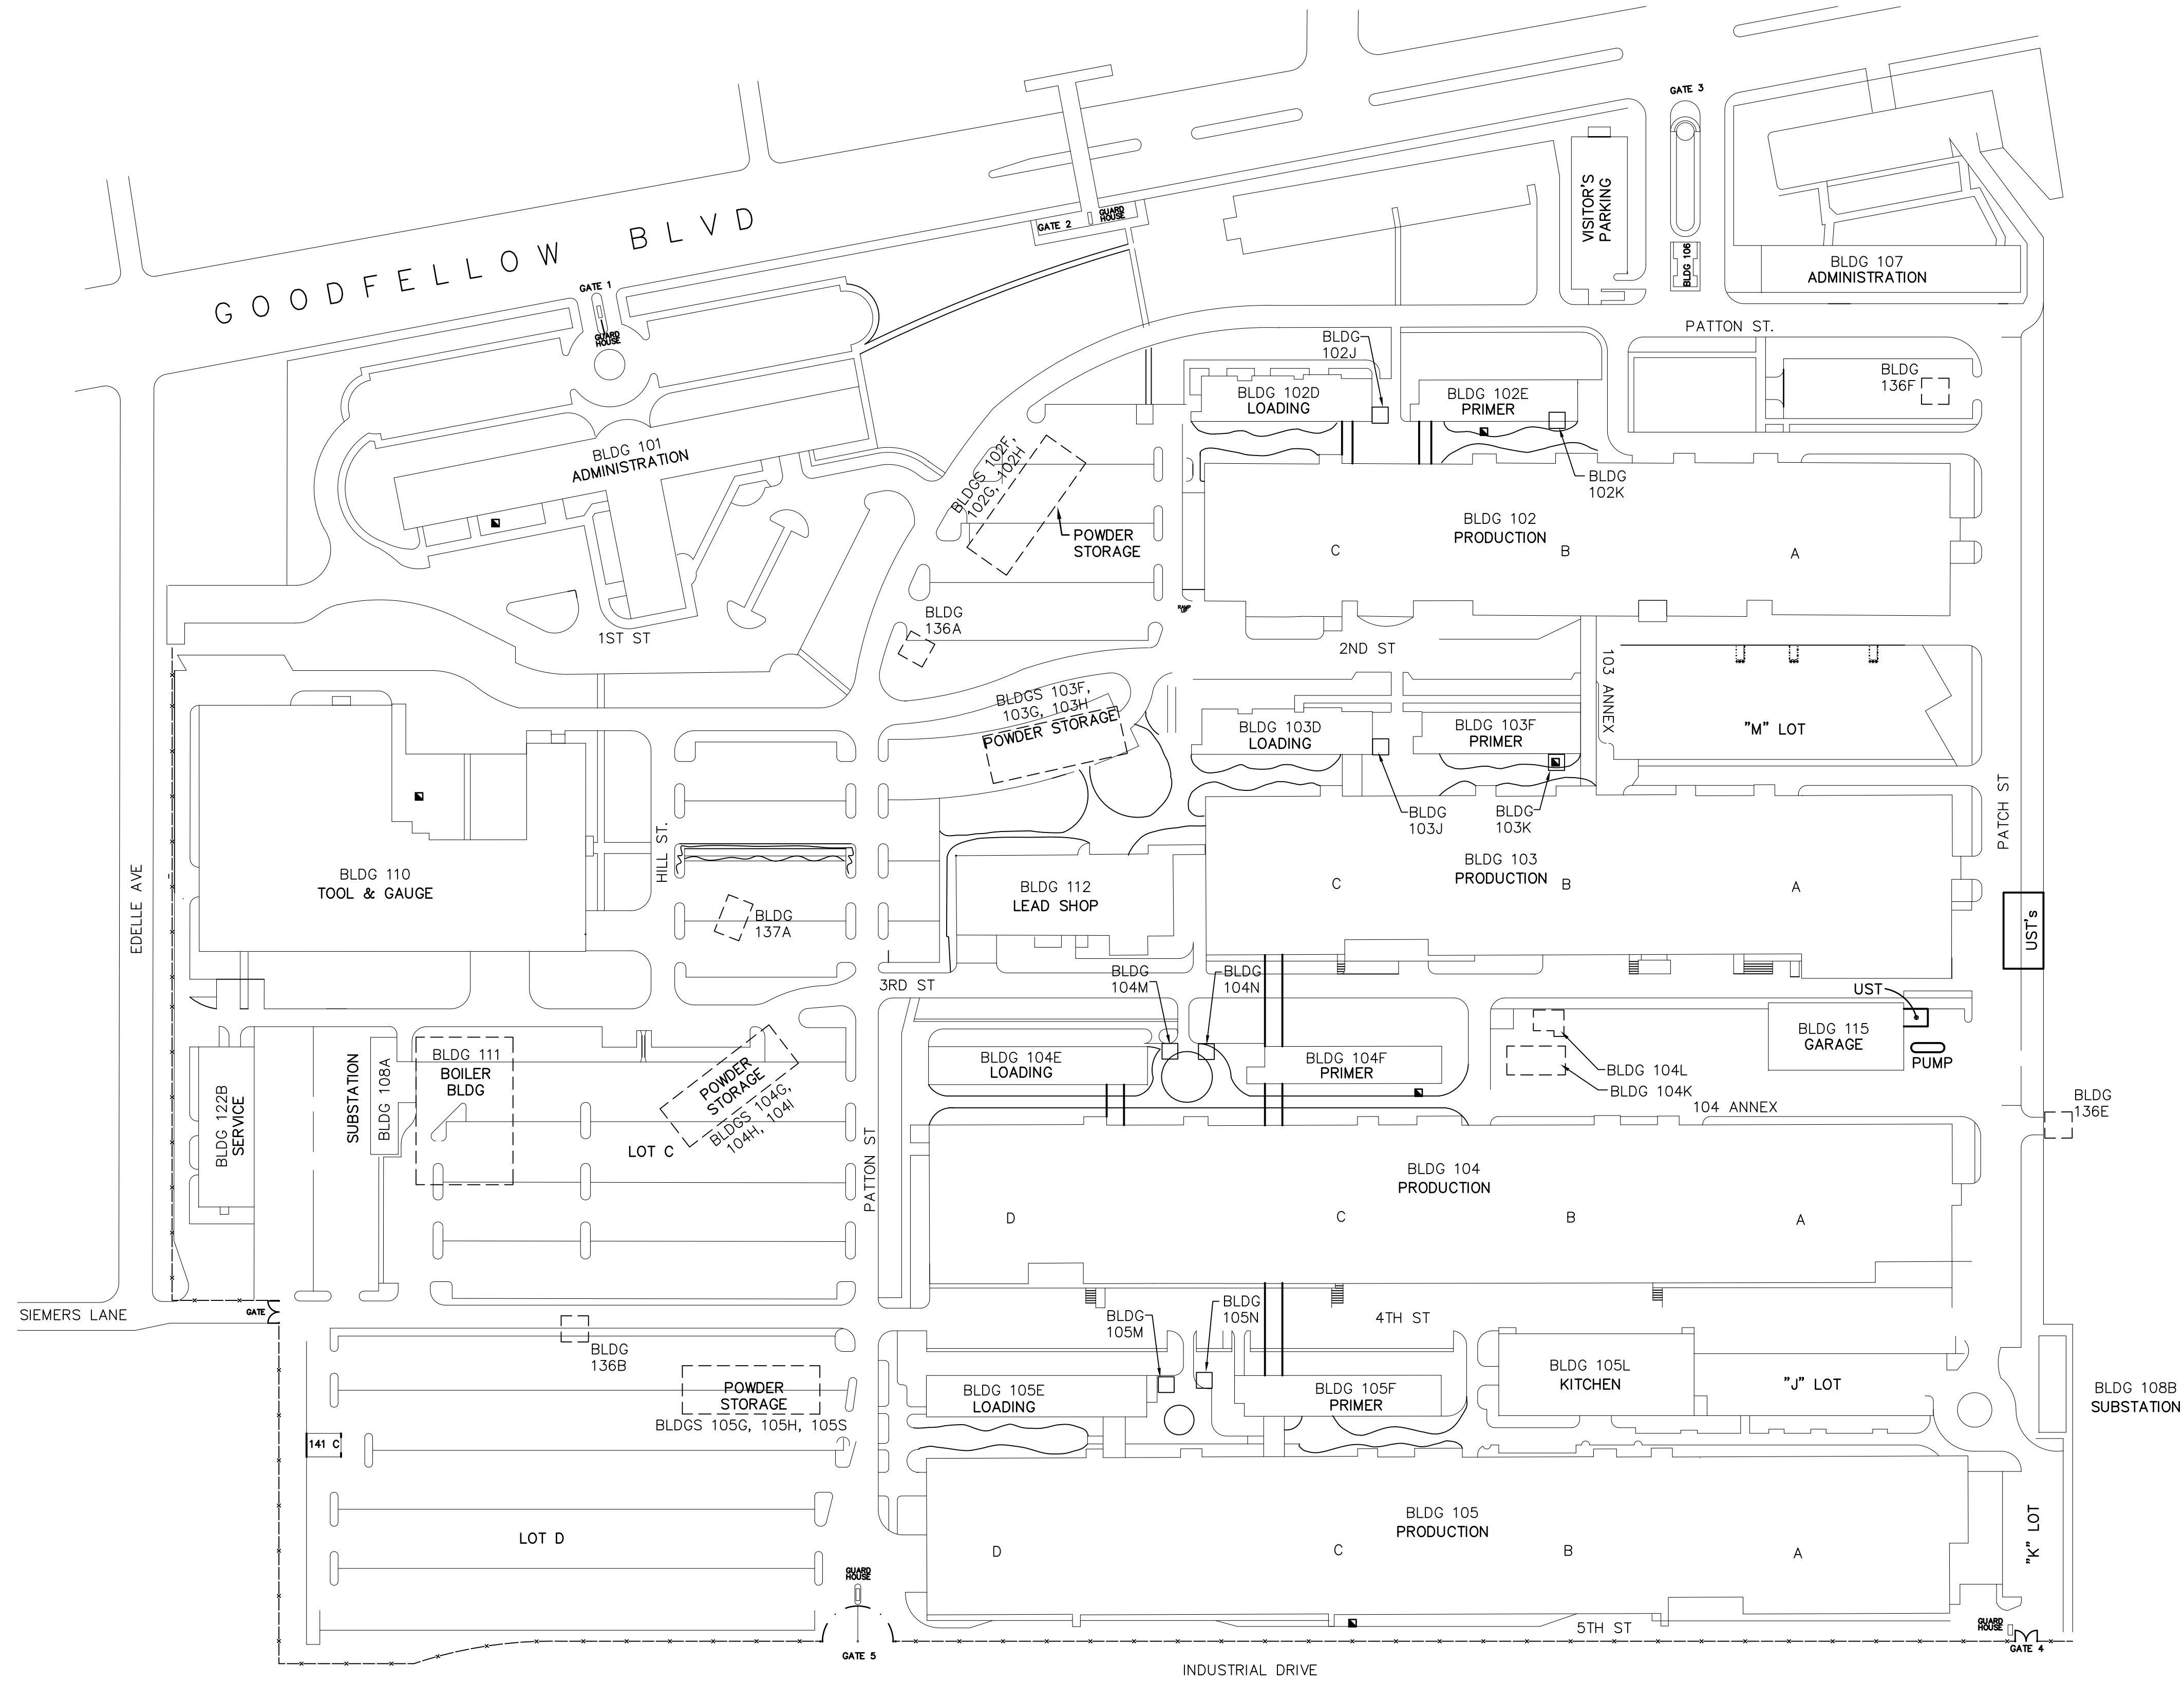 GATE 3
VISITOR'S
PARKING
GOODFELLOW BLVD
GATE 2
GUARD
HOUSE
BLDG 106
BLDG 107
ADMINISTRATION
GATE 1
GUARD
HOUSE
PATTON ST.
BLDG
102J
BLDG
136F
BLDG 102D
LOADING
BLDG 102E
PRIMER
BLDG 101
ADMINISTRATION
BLDGS 102F,
102G, 102H
BLDG
102K
POWDER
STORAGE
BLDG 102
PRODUCTION
C
B
A
RAMP
UP
BLDG
136A
1ST ST
2ND ST
103 ANNEX
BLDGS 103F,
103G, 103H
POWDER STORAGE
BLDG 103D
LOADING
BLDG 103F
PRIMER
"M" LOT
BLDG
103J
BLDG
103K
PATCH ST
HILL ST.
EDELLE AVE
BLDG 110
TOOL & GAUGE
BLDG 112
LEAD SHOP
BLDG 103
PRODUCTION
C
B
A
BLDG
137A
UST's
3RD ST
BLDG
104M
BLDG
104N
UST
BLDG 115
GARAGE
PUMP
BLDG 122B
SERVICE
SUBSTATION
BLDG 108A
BLDG 111
BOILER
BLDG
POWDER
STORAGE
BLDGS 104G,
104H, 104I
BLDG 104E
LOADING
BLDG 104F
PRIMER
BLDG 104L
BLDG 104K
104 ANNEX
BLDG
136E
LOT C
PATTON ST
BLDG 104
PRODUCTION
D
C
B
A
SIEMERS LANE
GATE
BLDG
136B
BLDG
105M
BLDG
105N
4TH ST
POWDER
STORAGE
BLDGS 105G, 105H, 105S
BLDG 105E
LOADING
BLDG 105F
PRIMER
BLDG 105L
KITCHEN
"J" LOT
BLDG 108B
SUBSTATION
141 C
LOT D
BLDG 105
PRODUCTION
D
C
B
A
"K" LOT
GUARD
HOUSE
5TH ST
GUARD
HOUSE
GATE 4
GATE 5
INDUSTRIAL DRIVE